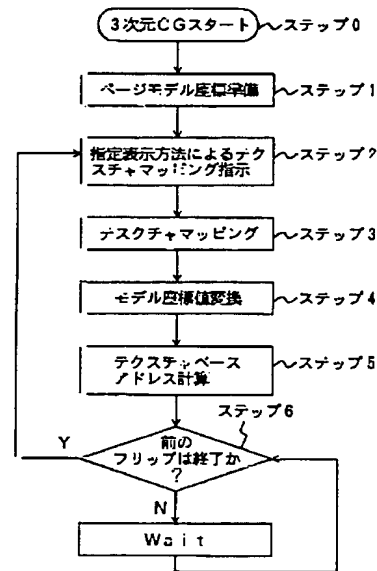 3次元CGスタート
ステップ0
ページモデル座標準備
ステップ1
指定表示方法によるテク
スチャマッピング指示
ステップ2
テスクチャマッピング
ステップ3
モデル座標値変換
ステップ4
テクスチャベース
アドレス計算
ステップ5
ステップ6
前の
フリップは終了か
?
Y
N
Wait